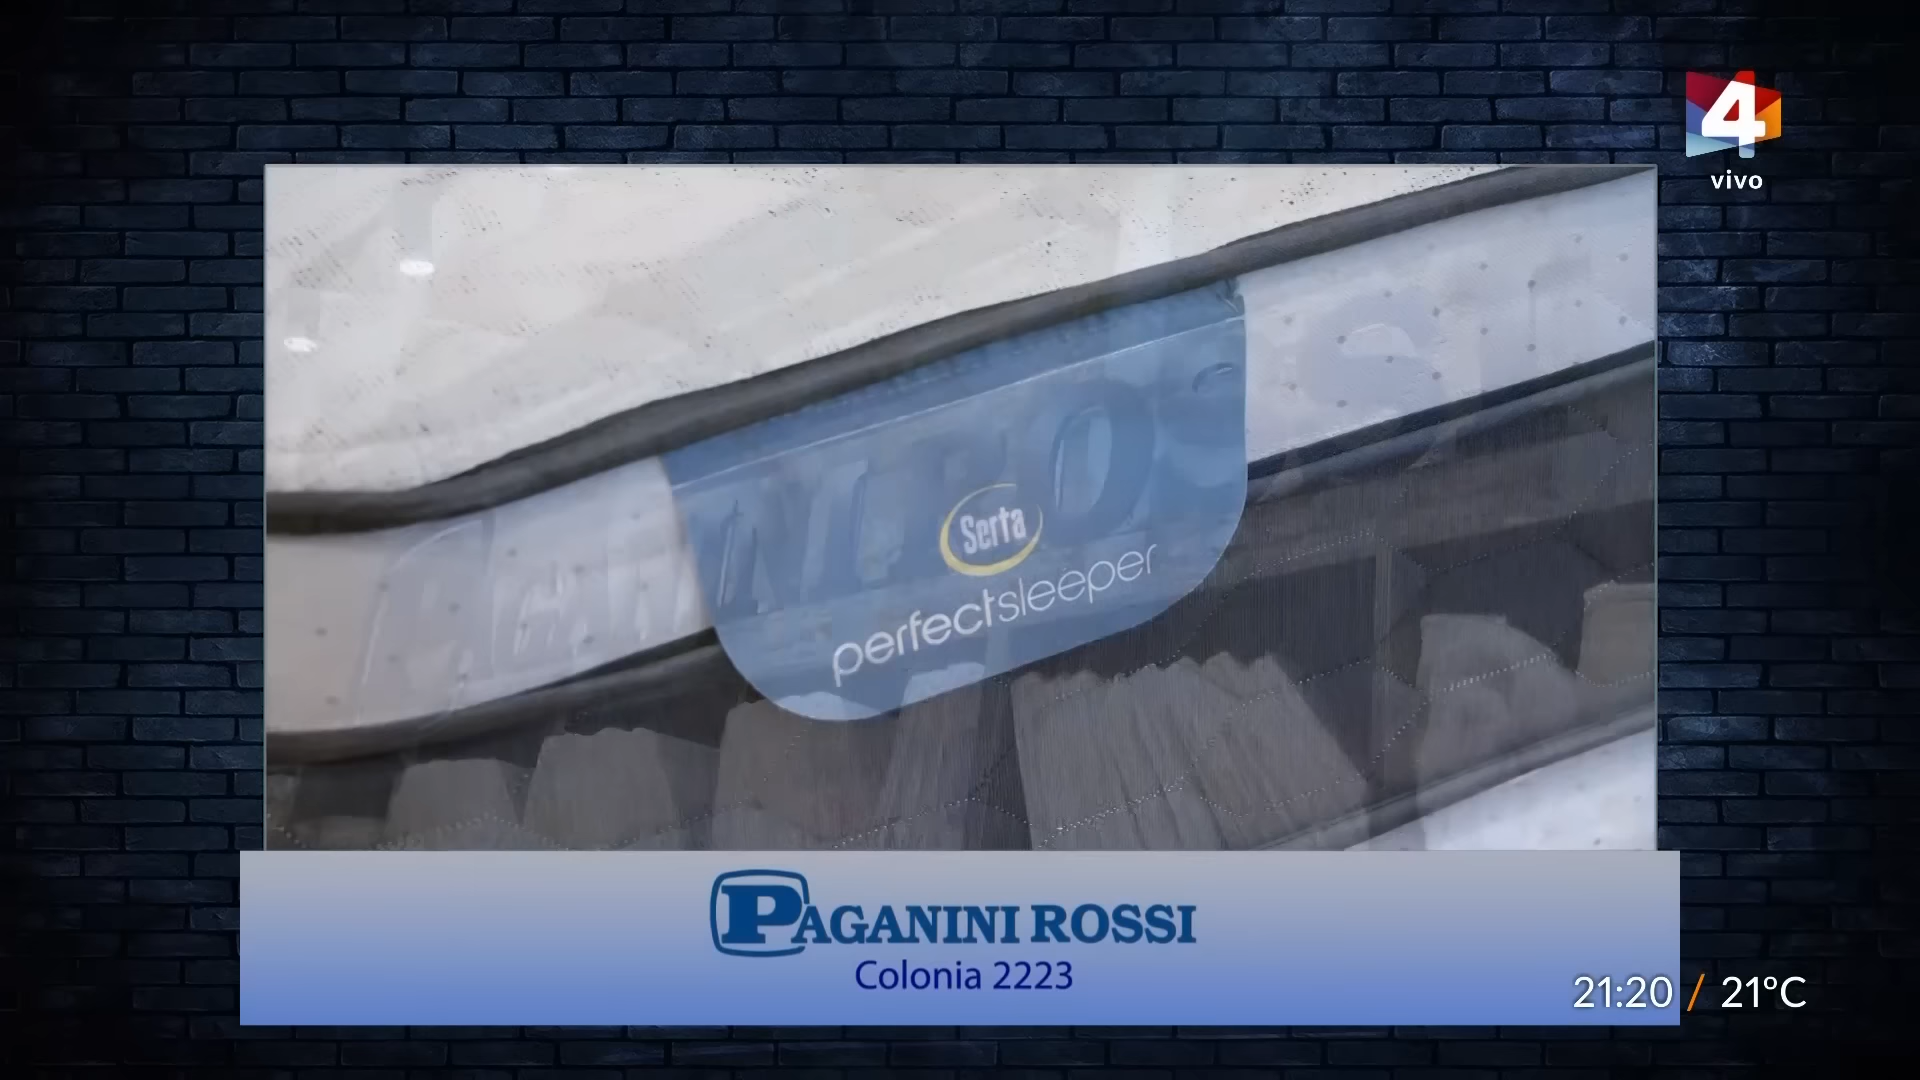 4
vivo
Serta
perfectsleeper
PAGANINI ROSSI
Colonia 2223
21:20 / 21°C